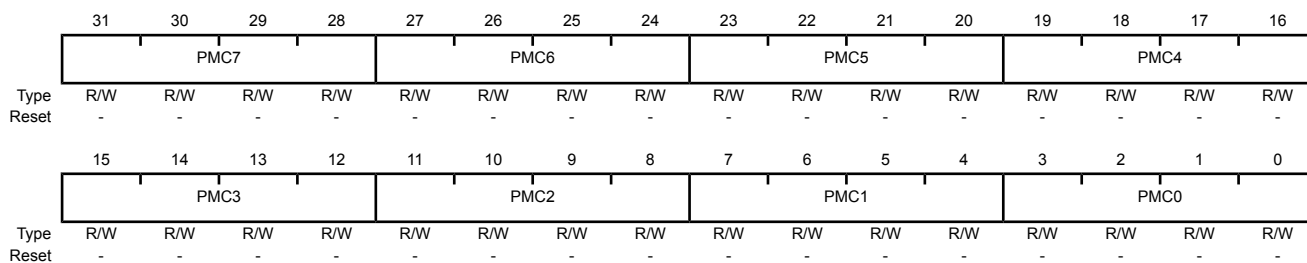 31 30 29 28 27 26 25 24 23 22 21 20 19 18 17 16
PMC7 PMC6 PMC5 PMC4
Type R/W R/W R/W R/W R/W R/W R/W R/W R/W R/W R/W R/W R/W R/W R/W R/W
Reset - - - - - - - - - - - - - - - -
15 14 13 12 11 10 9 8 7 6 5 4 3 2 1 0
PMC3 PMC2 PMC1 PMC0
Type R/W R/W R/W R/W R/W R/W R/W R/W R/W R/W R/W R/W R/W R/W R/W R/W
Reset - - - - - - - - - - - - - - - -